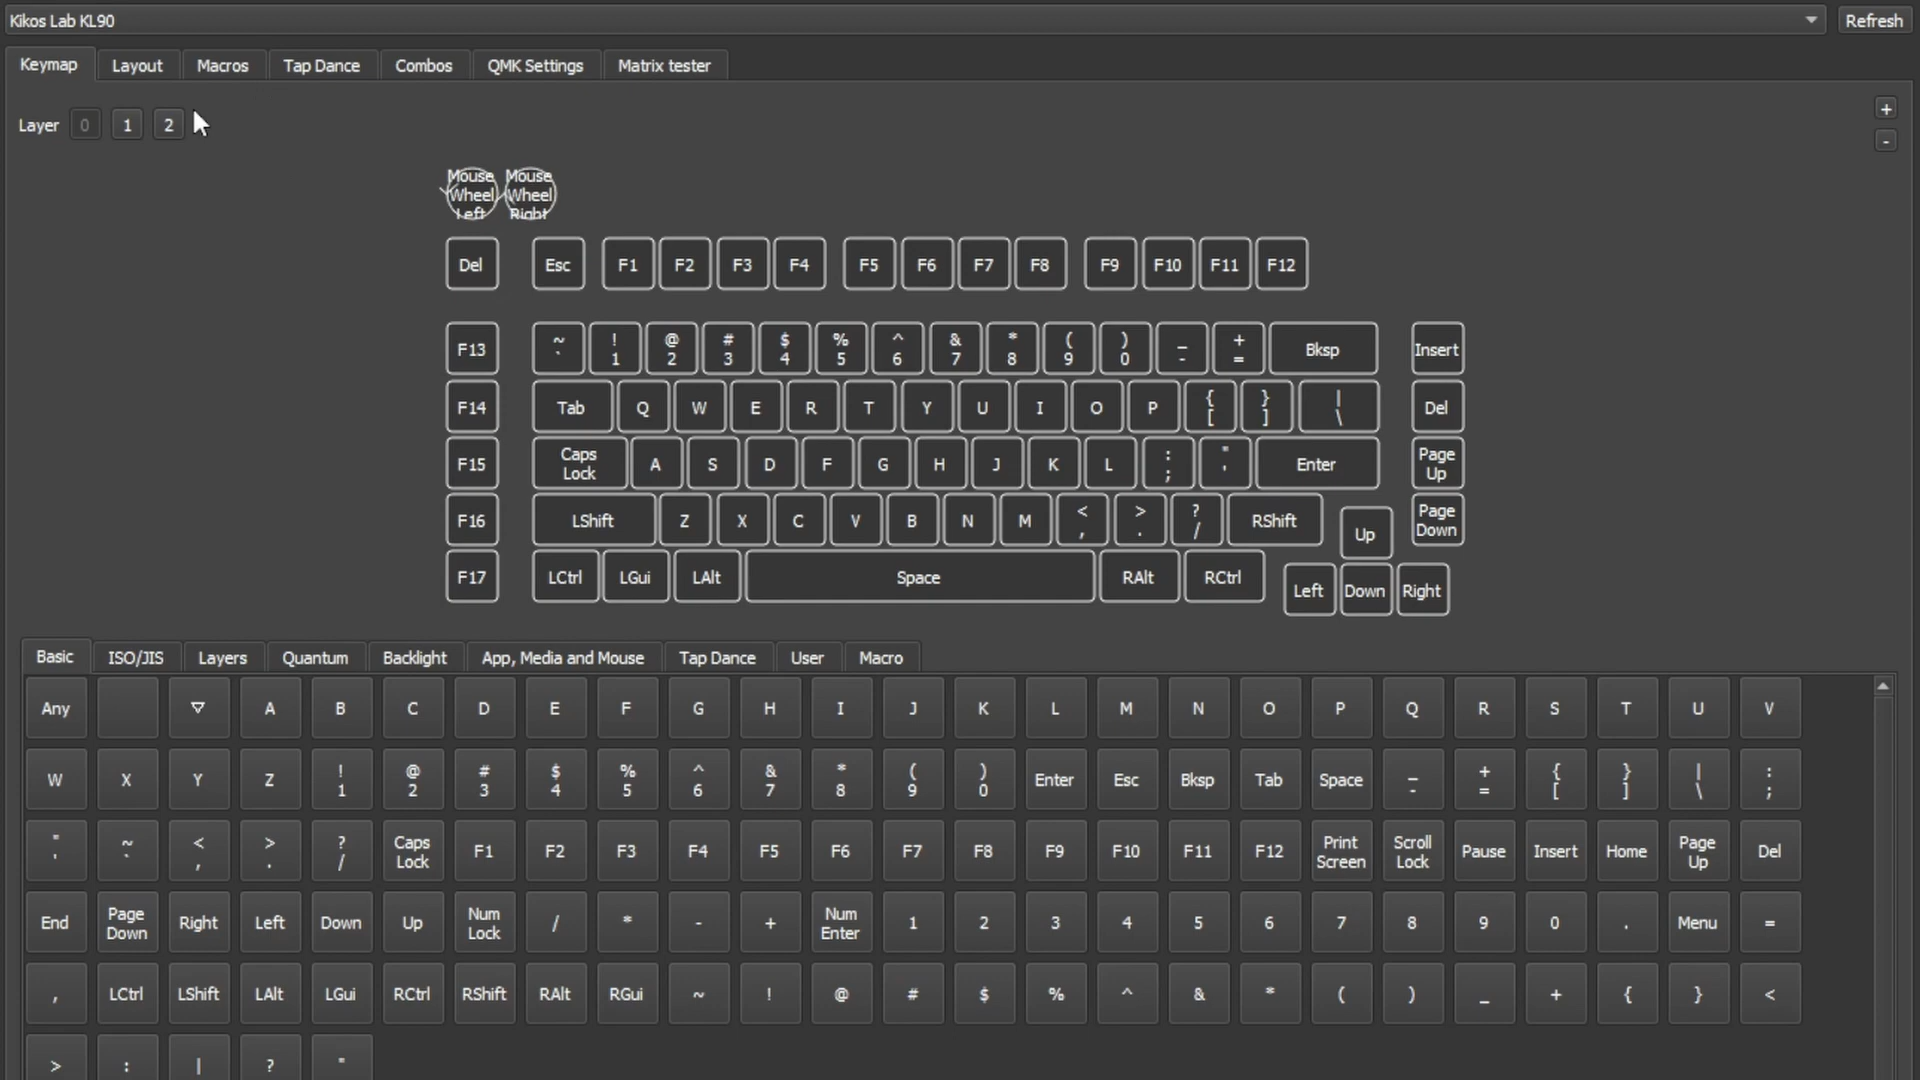 Kikos Lab KL90 Refresh
Keymap Layout Macros Tap Dance Combos QMK Settings Matrix tester
Layer 0 1 2 +
-
Mouse Wheel Left Mouse Wheel Right
Del Esc F1 F2 F3 F4 F5 F6 F7 F8 F9 F10 F11 F12
F13 ~ ` ! 1 @ 2 # 3 $ 4 % 5 ^ 6 & 7 * 8 ( 9 ) 0 _ - + = Bksp Insert
F14 Tab Q W E R T Y U I O P { [ } ] | \ Del
F15 Caps Lock A S D F G H J K L : ; " ' Enter Page Up
F16 LShift Z X C V B N M < , > . ? / RShift Up Page Down
F17 LCtrl LGui LAlt Space RAlt RCtrl Left Down Right
Basic ISO/JIS Layers Quantum Backlight App, Media and Mouse Tap Dance User Macro
Any ▽ A B C D E F G H I J K L M N O P Q R S T U V
W X Y Z ! 1 @ 2 # 3 $ 4 % 5 ^ 6 & 7 * 8 ( 9 ) 0 Enter Esc Bksp Tab Space _ - + = { [ } ] | \ : ;
" ' ~ ` < , > . ? / Caps Lock F1 F2 F3 F4 F5 F6 F7 F8 F9 F10 F11 F12 Print Screen Scroll Lock Pause Insert Home Page Up Del
End Page Down Right Left Down Up Num Lock / * - + Num Enter 1 2 3 4 5 6 7 8 9 0 . Menu =
, LCtrl LShift LAlt LGui RCtrl RShift RAlt RGui ~ ! @ # $ % ^ & * ( ) _ + { } <
> : | ? "